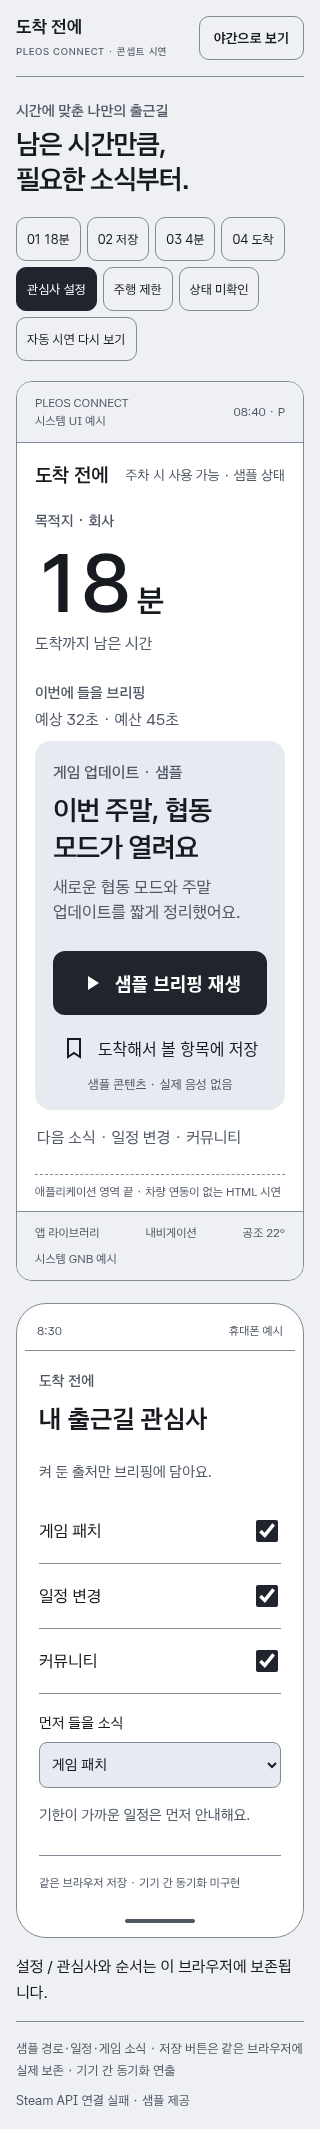 도착 전에
야간으로 보기
PLEOS CONNECT · 콘셉트 시연
시간에 맞춘 나만의 출근길
남은 시간만큼,
필요한 소식부터.
01 18분
02 저장
03 4분
04 도착
관심사 설정
주행 제한
상태 미확인
자동 시연 다시 보기
PLEOS CONNECT
시스템 UI 예시
08:40 · P
도착 전에
주차 시 사용 가능 · 샘플 상태
목적지 · 회사
18분
도착까지 남은 시간
이번에 들을 브리핑
예상 32초 · 예산 45초
게임 업데이트 · 샘플
이번 주말, 협동
모드가 열려요
새로운 협동 모드와 주말
업데이트를 짧게 정리했어요.
샘플 브리핑 재생
도착해서 볼 항목에 저장
샘플 콘텐츠 · 실제 음성 없음
다음 소식 · 일정 변경 · 커뮤니티
애플리케이션 영역 끝 · 차량 연동이 없는 HTML 시연
앱 라이브러리
내비게이션
공조 22°
시스템 GNB 예시
8:30
휴대폰 예시
도착 전에
내 출근길 관심사
켜 둔 출처만 브리핑에 담아요.
게임 패치
일정 변경
커뮤니티
먼저 들을 소식
게임 패치
기한이 가까운 일정은 먼저 안내해요.
같은 브라우저 저장 · 기기 간 동기화 미구현
설정 / 관심사와 순서는 이 브라우저에 보존됩
니다.
샘플 경로·일정·게임 소식 · 저장 버튼은 같은 브라우저에
실제 보존 · 기기 간 동기화 연출
Steam API 연결 실패 · 샘플 제공